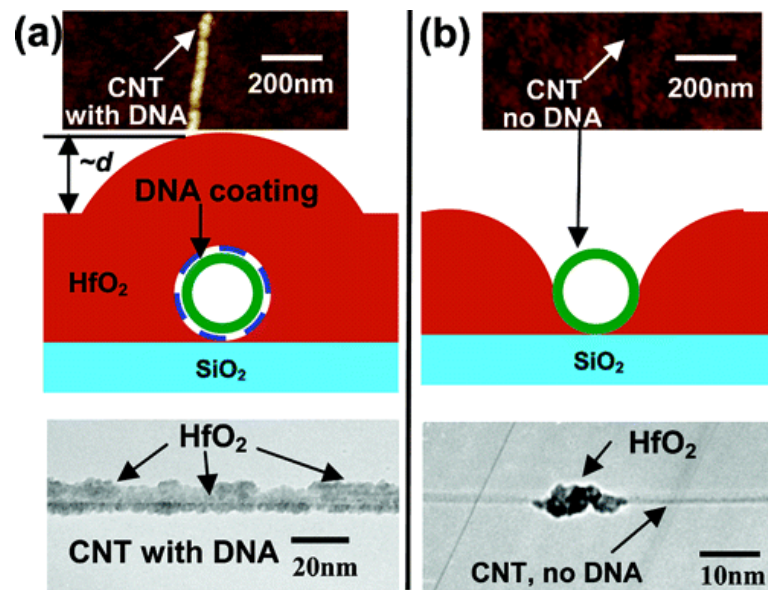 (a)
CNT
with DNA
200nm
~d
DNA coating
HfO₂
SiO₂
HfO₂
CNT with DNA
20nm
(b)
CNT
no DNA
200nm
SiO₂
HfO₂
CNT, no DNA
10nm